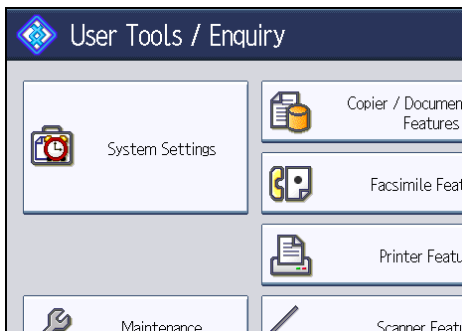 User Tools / Enquiry
System Settings
Copier / Documen
Features
Facsimile Feat
Printer Featu
Maintenance
Scanner Featu